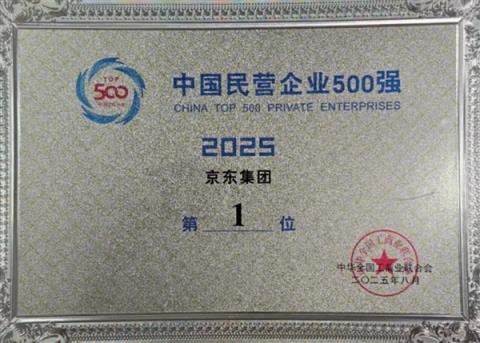 TOP
500
中国民营企业500强
CHINA TOP 500 PRIVATE ENTERPRISES
2025
京东集团
第 1 位
中华全国工商业联合会
二〇二五年八月